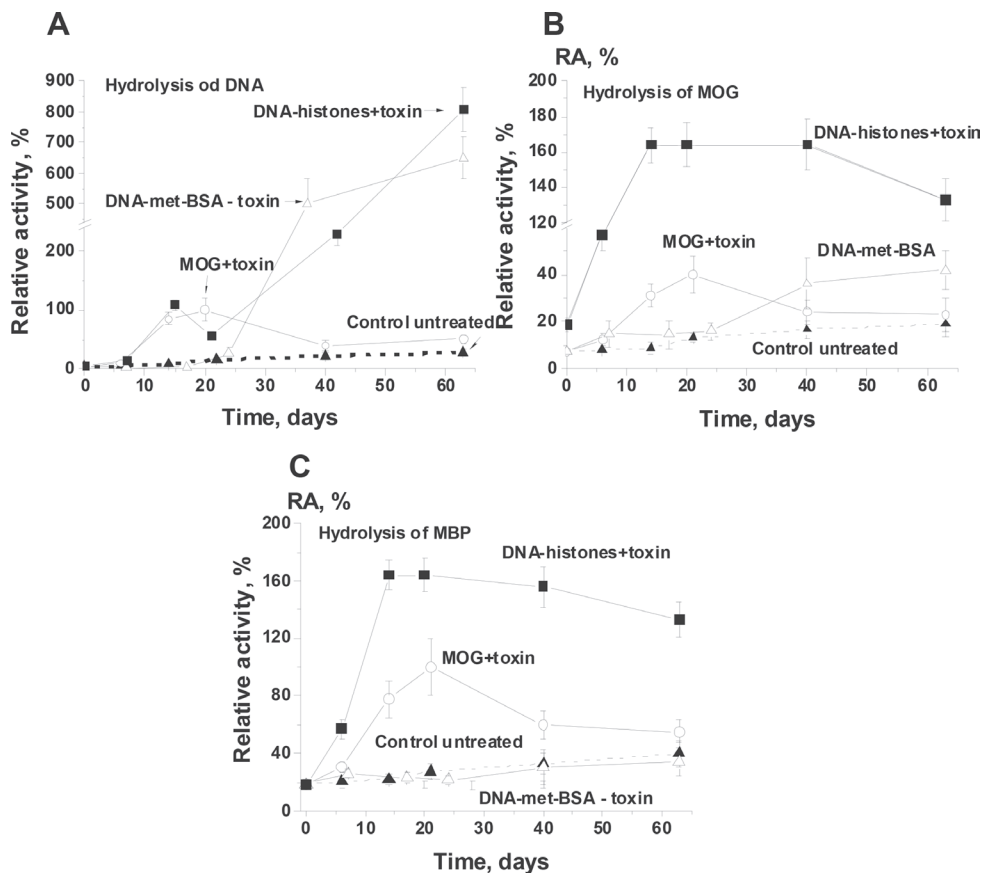 A
Hydrolysis od DNA
DNA-histones+toxin
DNA-met-BSA - toxin
MOG+toxin
Control untreated
Relative activity, %
900
800
700
600
500
200
100
0
0 10 20 30 40 50 60
Time, days
B
RA, %
Hydrolysis of MOG
DNA-histones+toxin
MOG+toxin
DNA-met-BSA
Control untreated
Relative activity, %
200
180
160
140
120
60
40
20
0
0 10 20 30 40 50 60
Time, days
C
RA, %
Hydrolysis of MBP
DNA-histones+toxin
MOG+toxin
Control untreated
DNA-met-BSA - toxin
Relative activity, %
200
160
120
80
40
0
0 10 20 30 40 50 60
Time, days